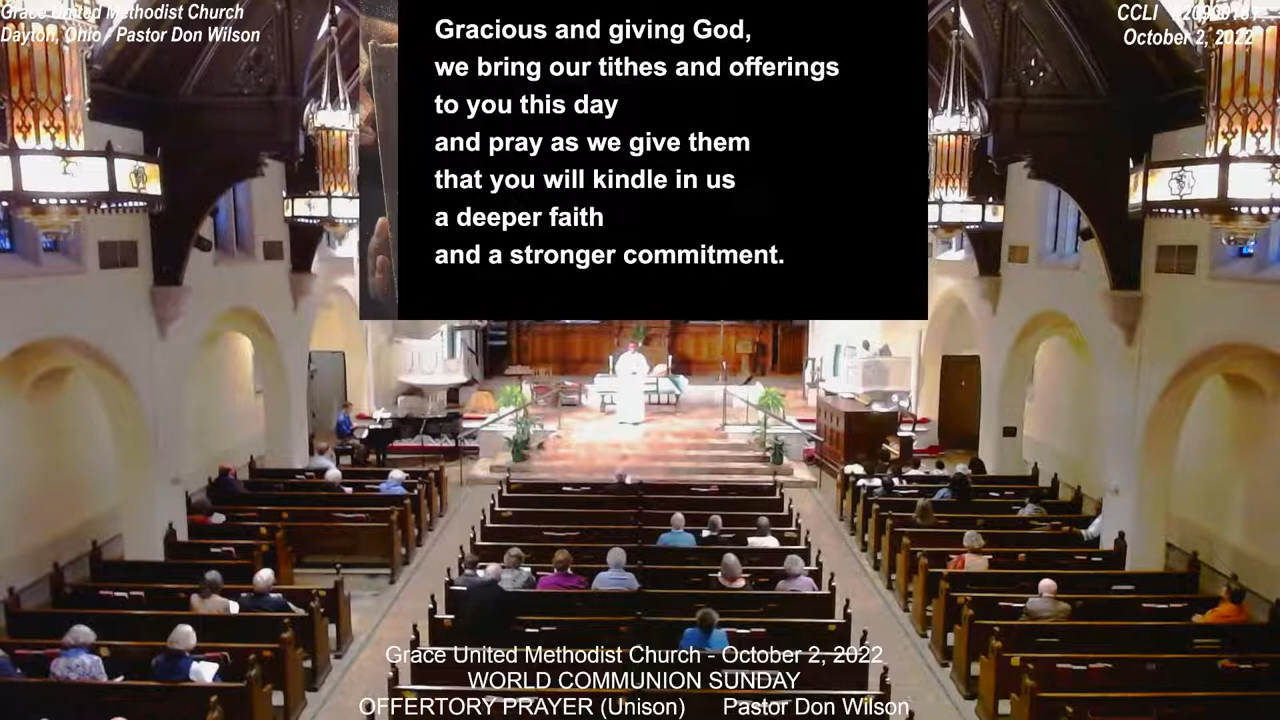 Grace United Methodist Church
Dayton, Ohio - Pastor Don Wilson
CCLI
October 2, 2022
Gracious and giving God,
we bring our tithes and offerings
to you this day
and pray as we give them
that you will kindle in us
a deeper faith
and a stronger commitment.
Grace United Methodist Church - October 2, 2022
WORLD COMMUNION SUNDAY
OFFERTORY PRAYER (Unison) Pastor Don Wilson